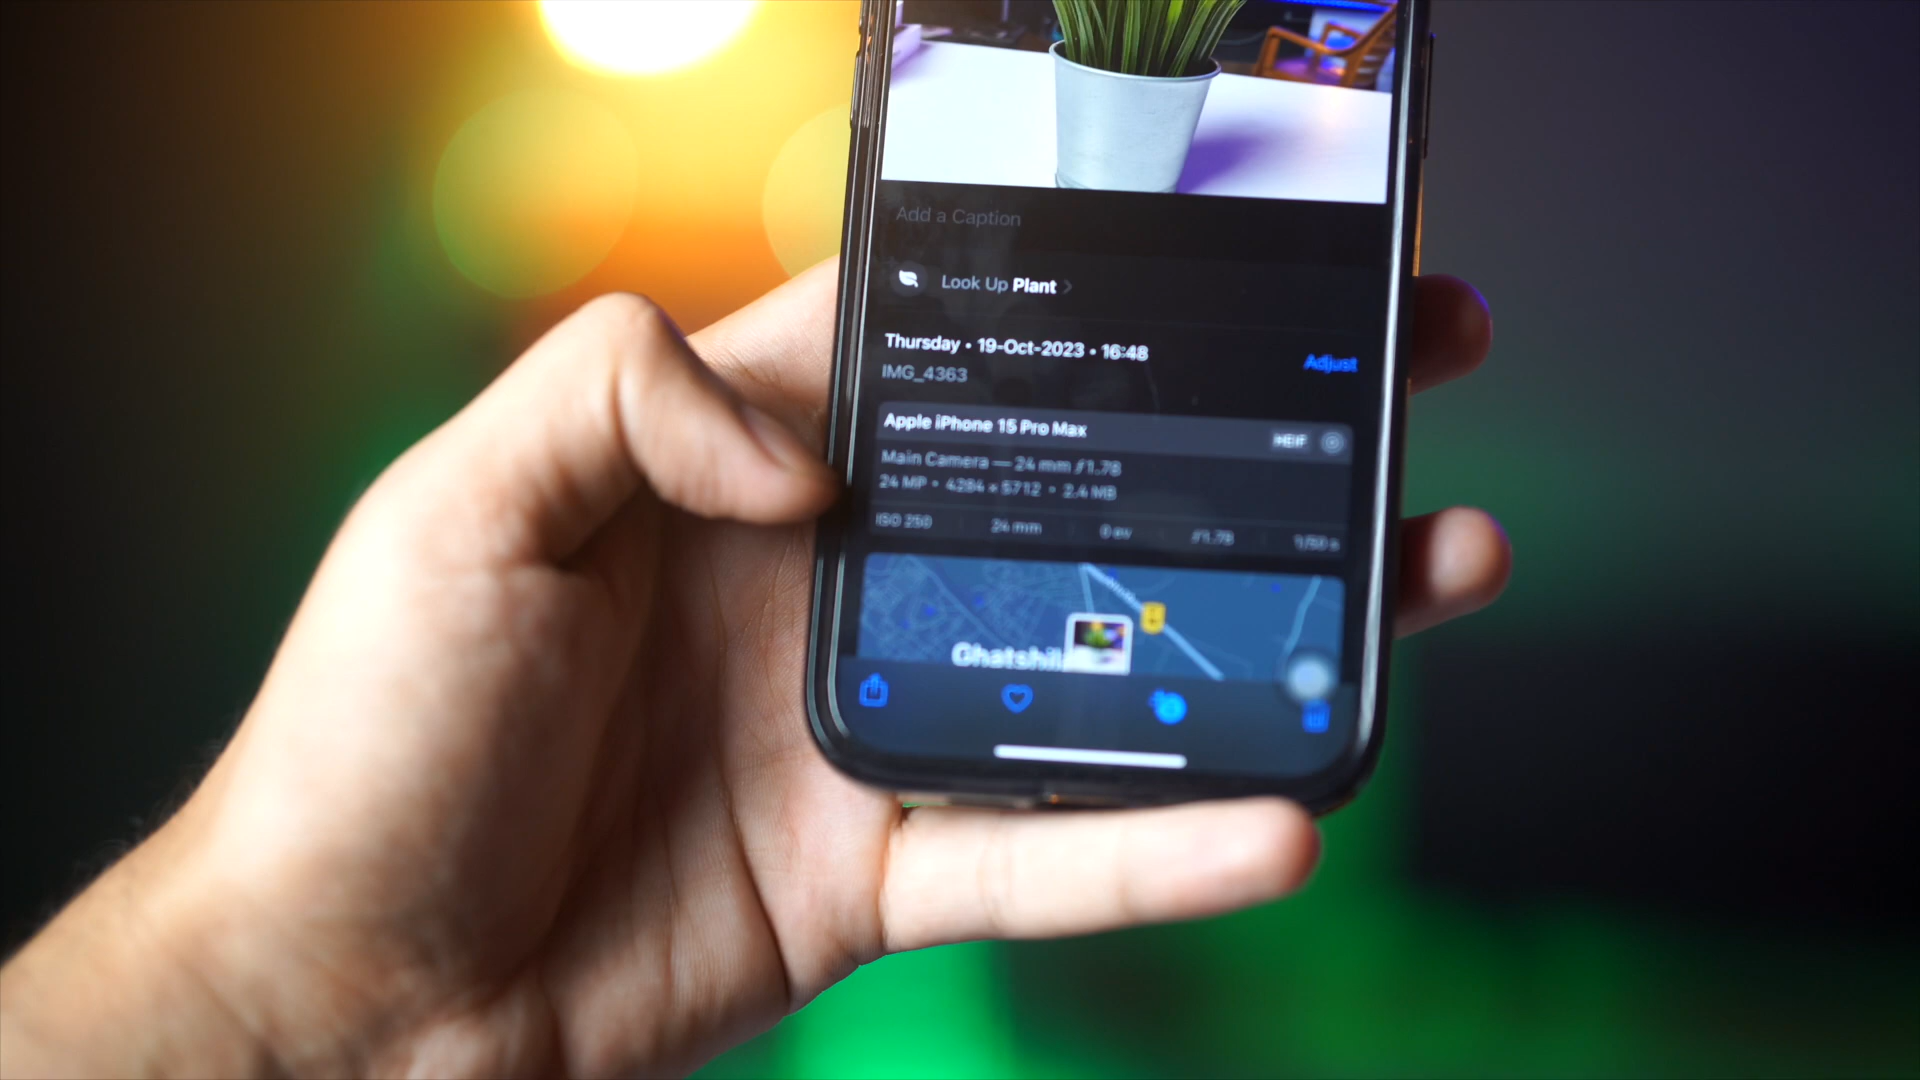 Add a Caption
Look Up Plant
Thursday • 19-Oct-2023 • 16:48
Adjust
IMG_4363
Apple iPhone 15 Pro Max
HEIF
Main Camera — 24 mm ƒ1.78
24 MP • 4284 × 5712 • 2.4 MB
ISO 250 24 mm 0 ev ƒ1.78 1/50 s